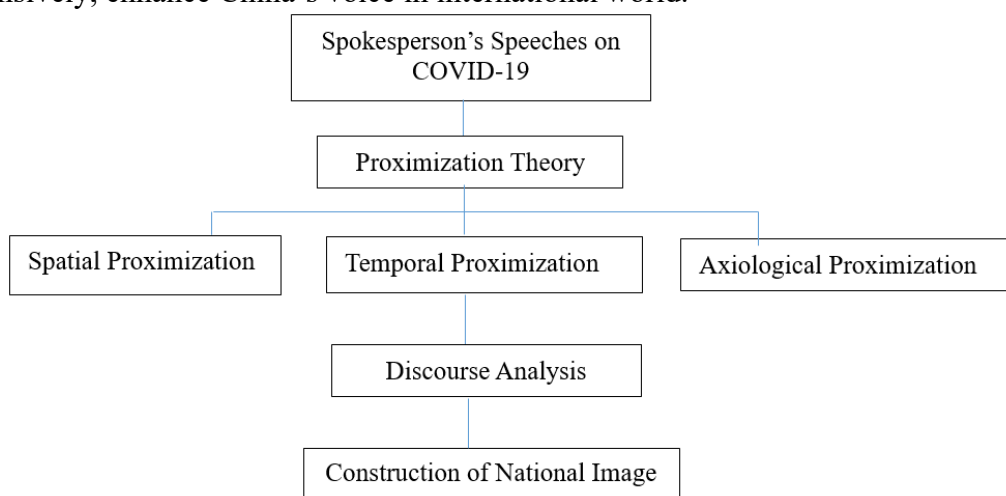 enhance China's voice in international world.
Spokesperson's Speeches on
COVID-19
Proximization Theory
Spatial Proximization
Temporal Proximization
Axiological Proximization
Discourse Analysis
Construction of National Image